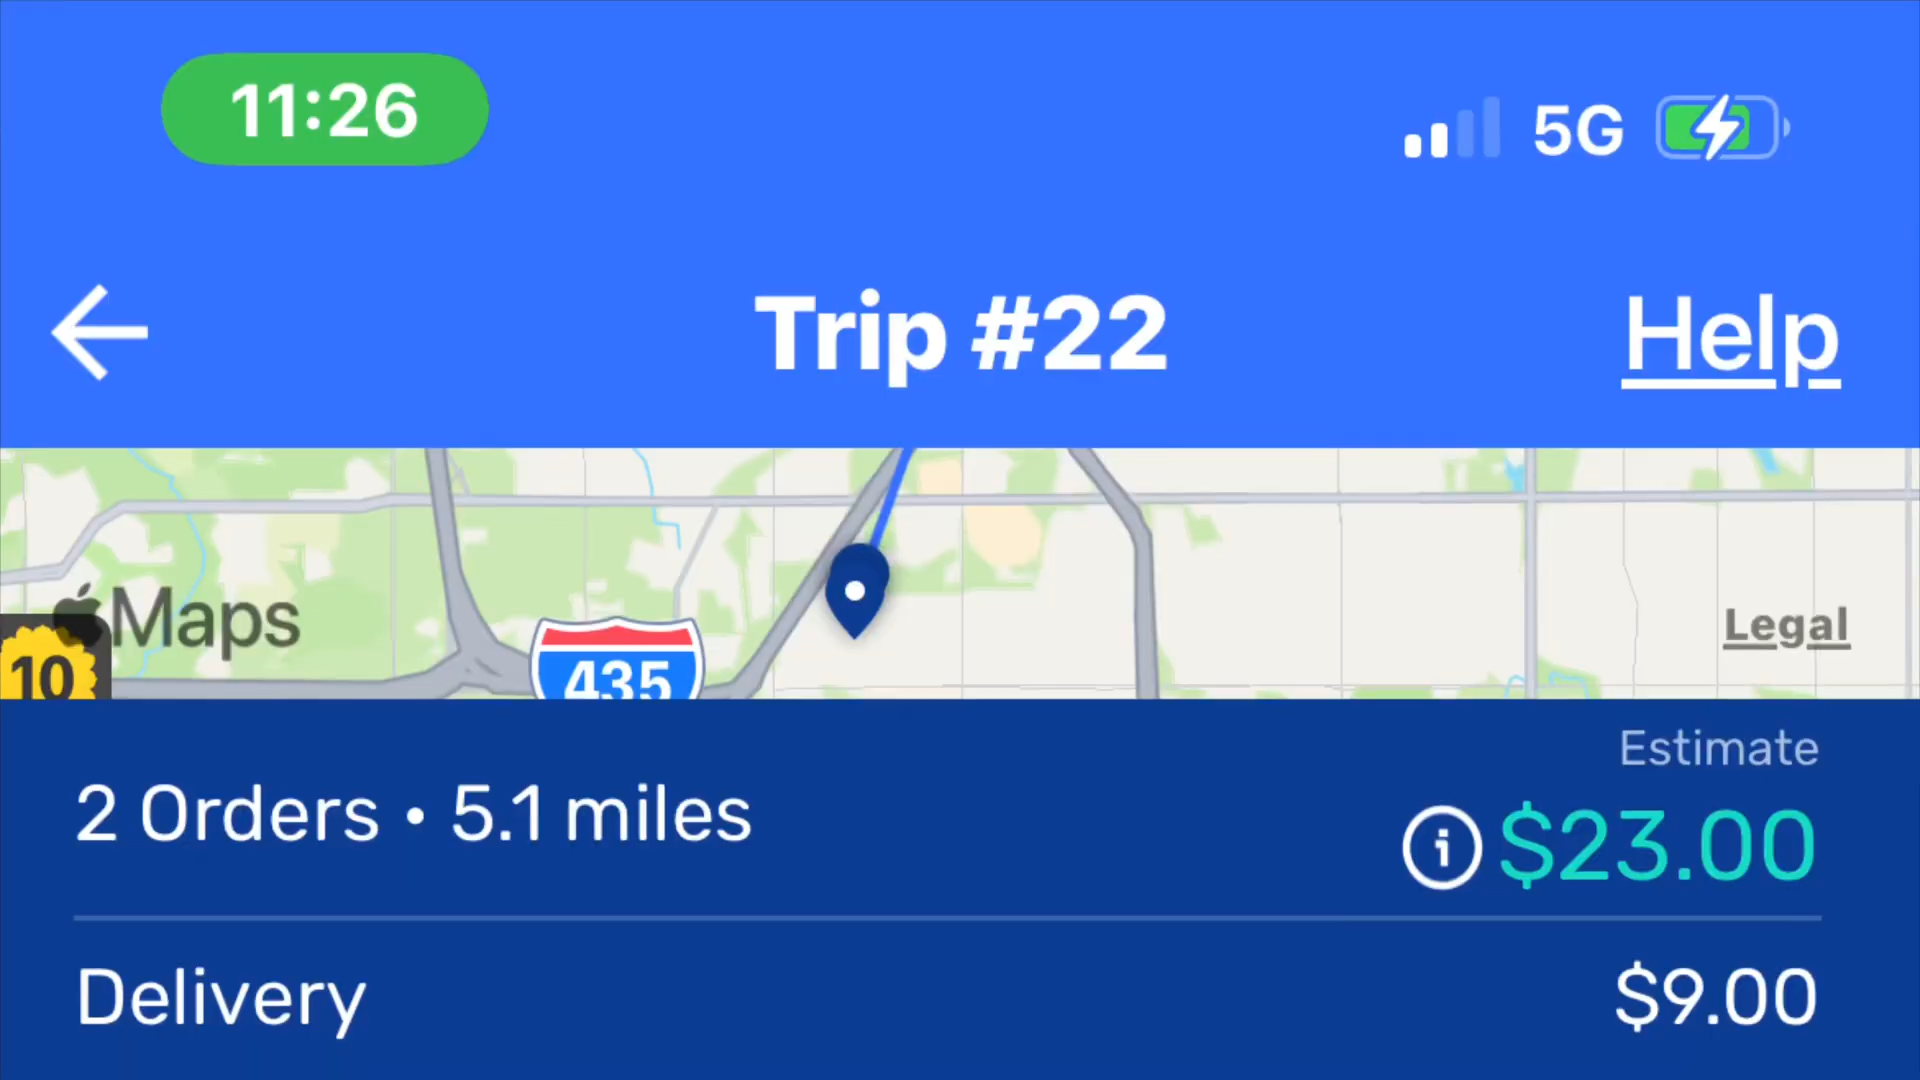 11:26
5G
Trip #22
Help
Maps
10
435
Legal
Estimate
2 Orders • 5.1 miles
$23.00
Delivery
$9.00